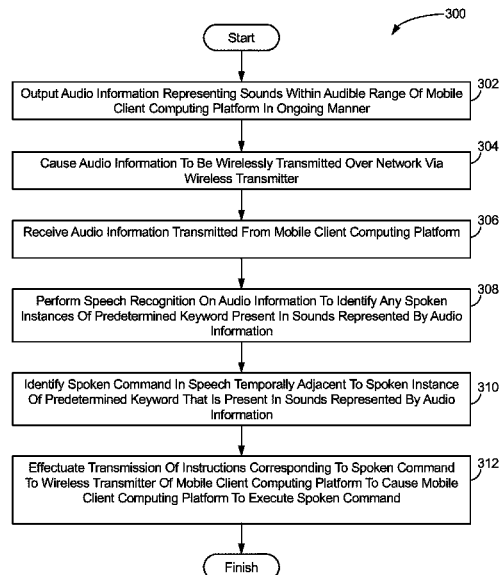 300
Start
302
Output Audio Information Representing Sounds Within Audible Range Of Mobile
Client Computing Platform In Ongoing Manner
304
Cause Audio Information To Be Wirelessly Transmitted Over Network Via
Wireless Transmitter
306
Receive Audio Information Transmitted From Mobile Client Computing Platform
308
Perform Speech Recognition On Audio Information To Identify Any Spoken
Instances Of Predetermined Keyword Present In Sounds Represented By Audio
Information
310
Identify Spoken Command In Speech Temporally Adjacent To Spoken Instance
Of Predetermined Keyword That Is Present In Sounds Represented By Audio
Information
312
Effectuate Transmission Of Instructions Corresponding To Spoken Command
To Wireless Transmitter Of Mobile Client Computing Platform To Cause Mobile
Client Computing Platform To Execute Spoken Command
Finish